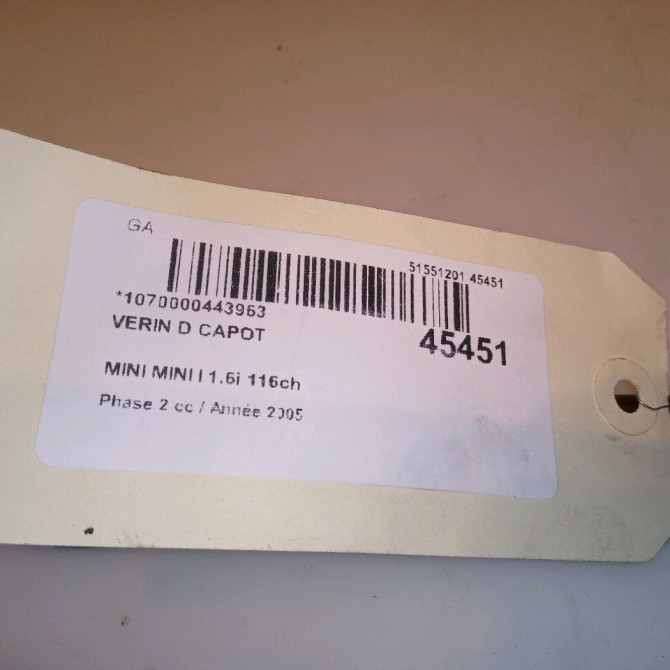 GA
51551201 45451
*1070000443963
VERIN D CAPOT
45451
MINI MINI I 1.6i 116ch
Phase 2 cc / Année 2005